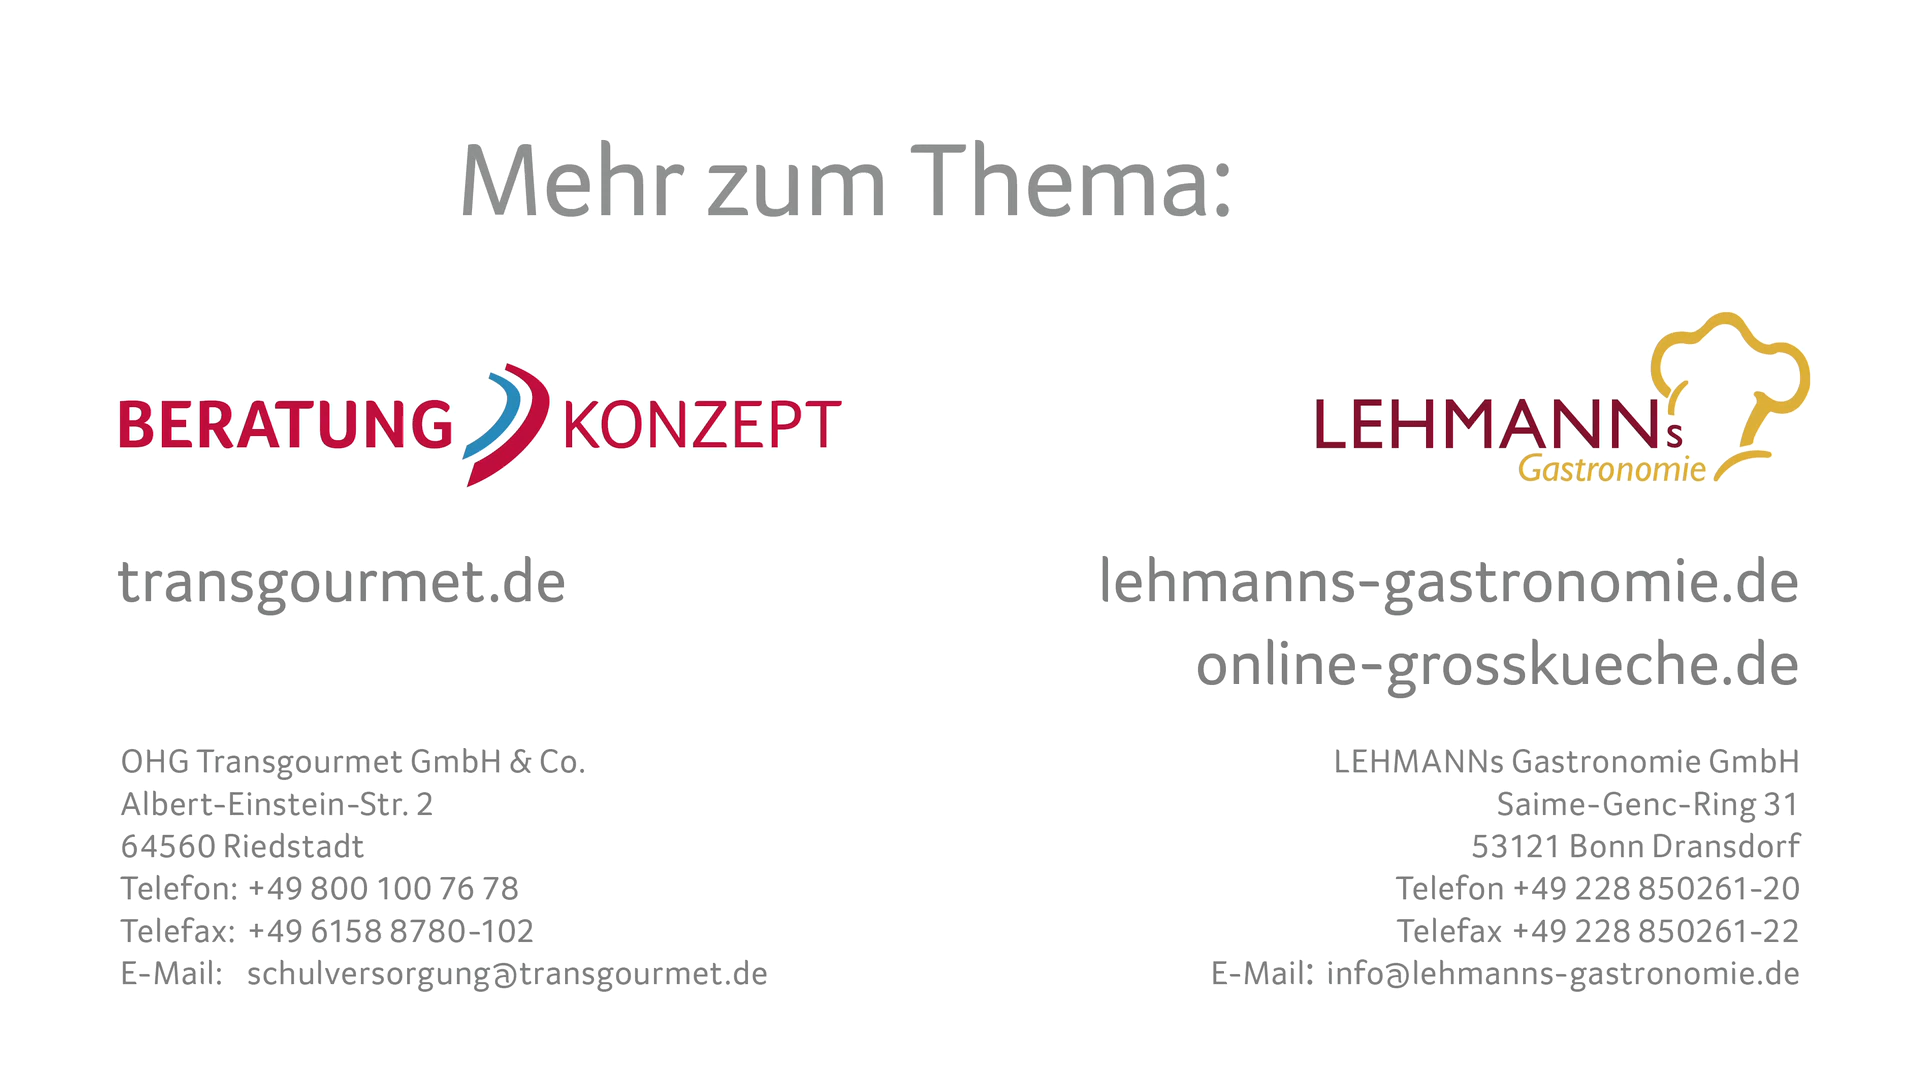 Mehr zum Thema:
BERATUNG KONZEPT
transgourmet.de
OHG Transgourmet GmbH & Co.
Albert-Einstein-Str. 2
64560 Riedstadt
Telefon: +49 800 100 76 78
Telefax: +49 6158 8780-102
E-Mail: schulversorgung@transgourmet.de
LEHMANNs
Gastronomie
lehmanns-gastronomie.de
online-grosskueche.de
LEHMANNs Gastronomie GmbH
Saime-Genc-Ring 31
53121 Bonn Dransdorf
Telefon +49 228 850261-20
Telefax +49 228 850261-22
E-Mail: info@lehmanns-gastronomie.de